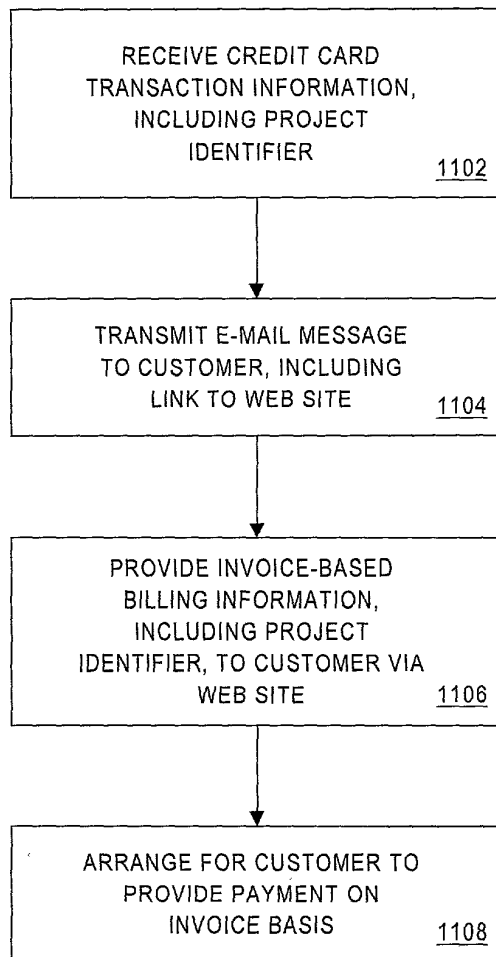 RECEIVE CREDIT CARD
TRANSACTION INFORMATION,
INCLUDING PROJECT
IDENTIFIER
1102
TRANSMIT E-MAIL MESSAGE
TO CUSTOMER, INCLUDING
LINK TO WEB SITE
1104
PROVIDE INVOICE-BASED
BILLING INFORMATION,
INCLUDING PROJECT
IDENTIFIER, TO CUSTOMER VIA
WEB SITE
1106
ARRANGE FOR CUSTOMER TO
PROVIDE PAYMENT ON
INVOICE BASIS
1108